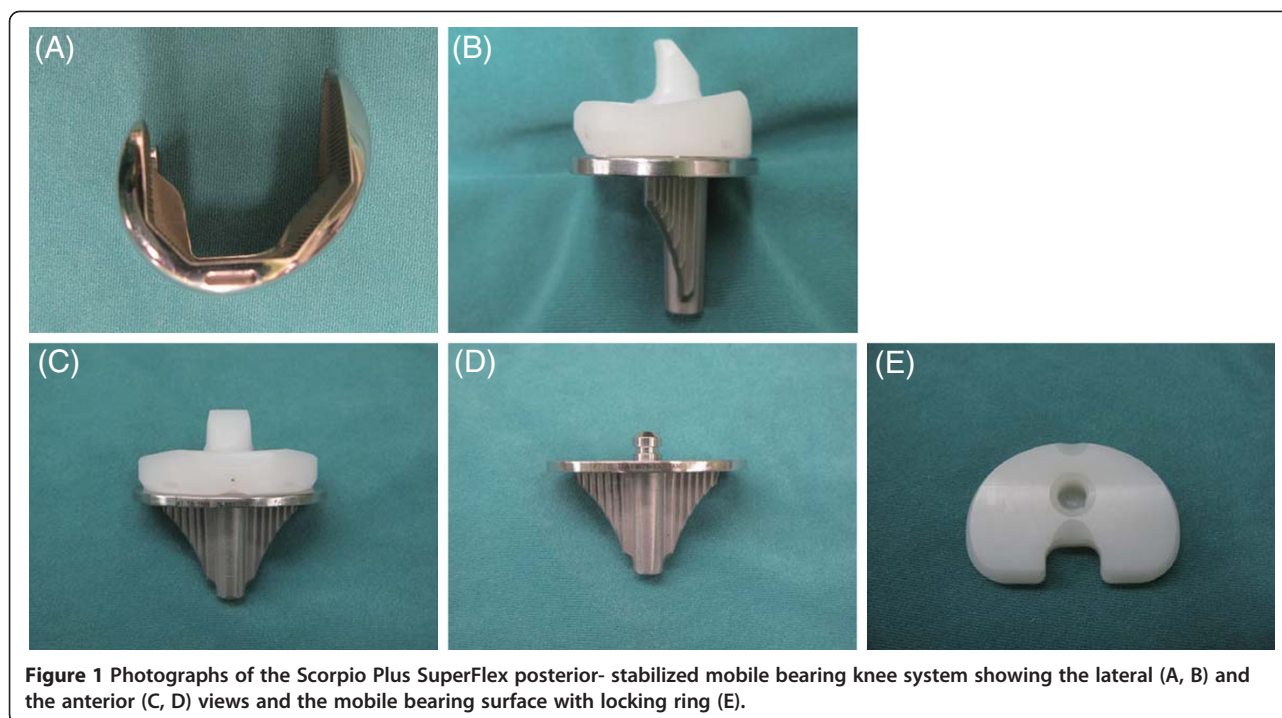 (A)
(B)
(C)
(D)
(E)
Figure 1 Photographs of the Scorpio Plus SuperFlex posterior- stabilized mobile bearing knee system showing the lateral (A, B) and
the anterior (C, D) views and the mobile bearing surface with locking ring (E).